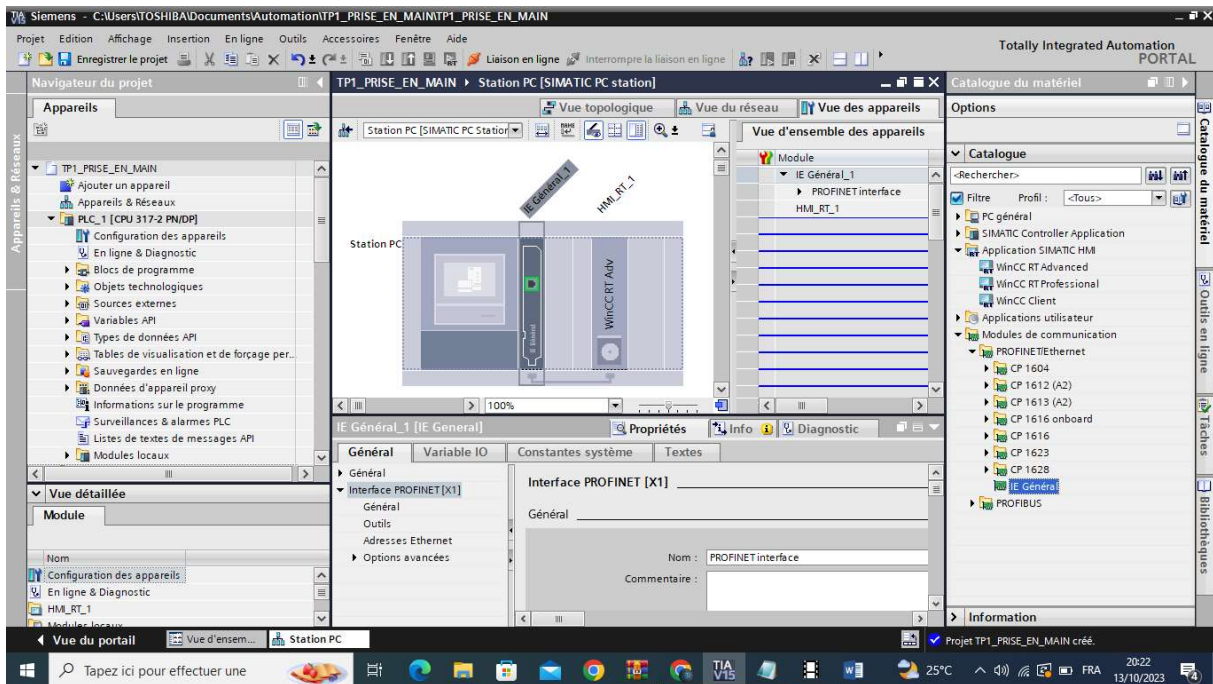 Siemens - C:\Users\TOSHIBA\Documents\Automation\TP1_PRISE_EN_MAIN\TP1_PRISE_EN_MAIN
Projet Edition Affichage Insertion En ligne Outils Accessoires Fenêtre Aide
Totally Integrated Automation
PORTAL
Enregistrer le projet Liaison en ligne Interrompre la liaison en ligne
Navigateur du projet
Appareils
Appareils & Réseaux
TP1_PRISE_EN_MAIN
Ajouter un appareil
Appareils & Réseaux
PLC_1 [CPU 317-2 PN/DP]
Configuration des appareils
En ligne & Diagnostic
Blocs de programme
Objets technologiques
Sources externes
Variables API
Types de données API
Tables de visualisation et de forçage per...
Sauvegardes en ligne
Données d'appareil proxy
Informations sur le programme
Surveillances & alarmes PLC
Listes de textes de messages API
Modules locaux
Vue détaillée
Module
Nom
Configuration des appareils
En ligne & Diagnostic
HMI_RT_1
Modules locaux
TP1_PRISE_EN_MAIN Station PC [SIMATIC PC station]
Vue topologique Vue du réseau Vue des appareils
Station PC [SIMATIC PC Station
IE Général_1
HMI_RT_1
Station PC
IE Général
WinCC RT Adv
100%
Vue d'ensemble des appareils
Module
IE Général_1
PROFINET interface
HMI_RT_1
IE Général_1 [IE General]
Propriétés Info Diagnostic
Général Variable IO Constantes système Textes
Général
Interface PROFINET [X1]
Général
Outils
Adresses Ethernet
Options avancées
Interface PROFINET [X1]
Général
Nom : PROFINET interface
Commentaire :
Catalogue du matériel
Options
Catalogue
<Rechercher>
Filtre Profil : <Tous>
PC général
SIMATIC Controller Application
Application SIMATIC HMI
WinCC RT Advanced
WinCC RT Professional
WinCC Client
Applications utilisateur
Modules de communication
PROFINET/Ethernet
CP 1604
CP 1612 (A2)
CP 1613 (A2)
CP 1616 onboard
CP 1616
CP 1623
CP 1628
IE Général
PROFIBUS
Information
Catalogue du matériel
Outils en ligne
Tâches
Bibliothèques
Vue du portail Vue d'ensem... Station PC
Projet TP1_PRISE_EN_MAIN créé.
Tapez ici pour effectuer une
TIA V15
25°C
FRA
20:22
13/10/2023